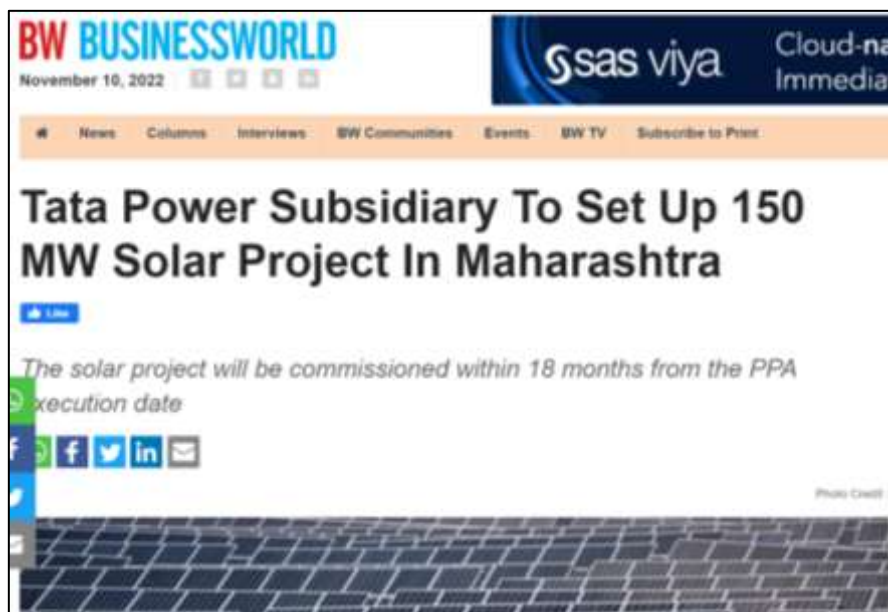 BW BUSINESSWORLD
November 10, 2022
sas viya
Cloud-na
Immedia
News Columns Interviews BW Communities Events BW TV Subscribe to Print
Tata Power Subsidiary To Set Up 150
MW Solar Project In Maharashtra
Like
The solar project will be commissioned within 18 months from the PPA
xecution date
Photo Credit